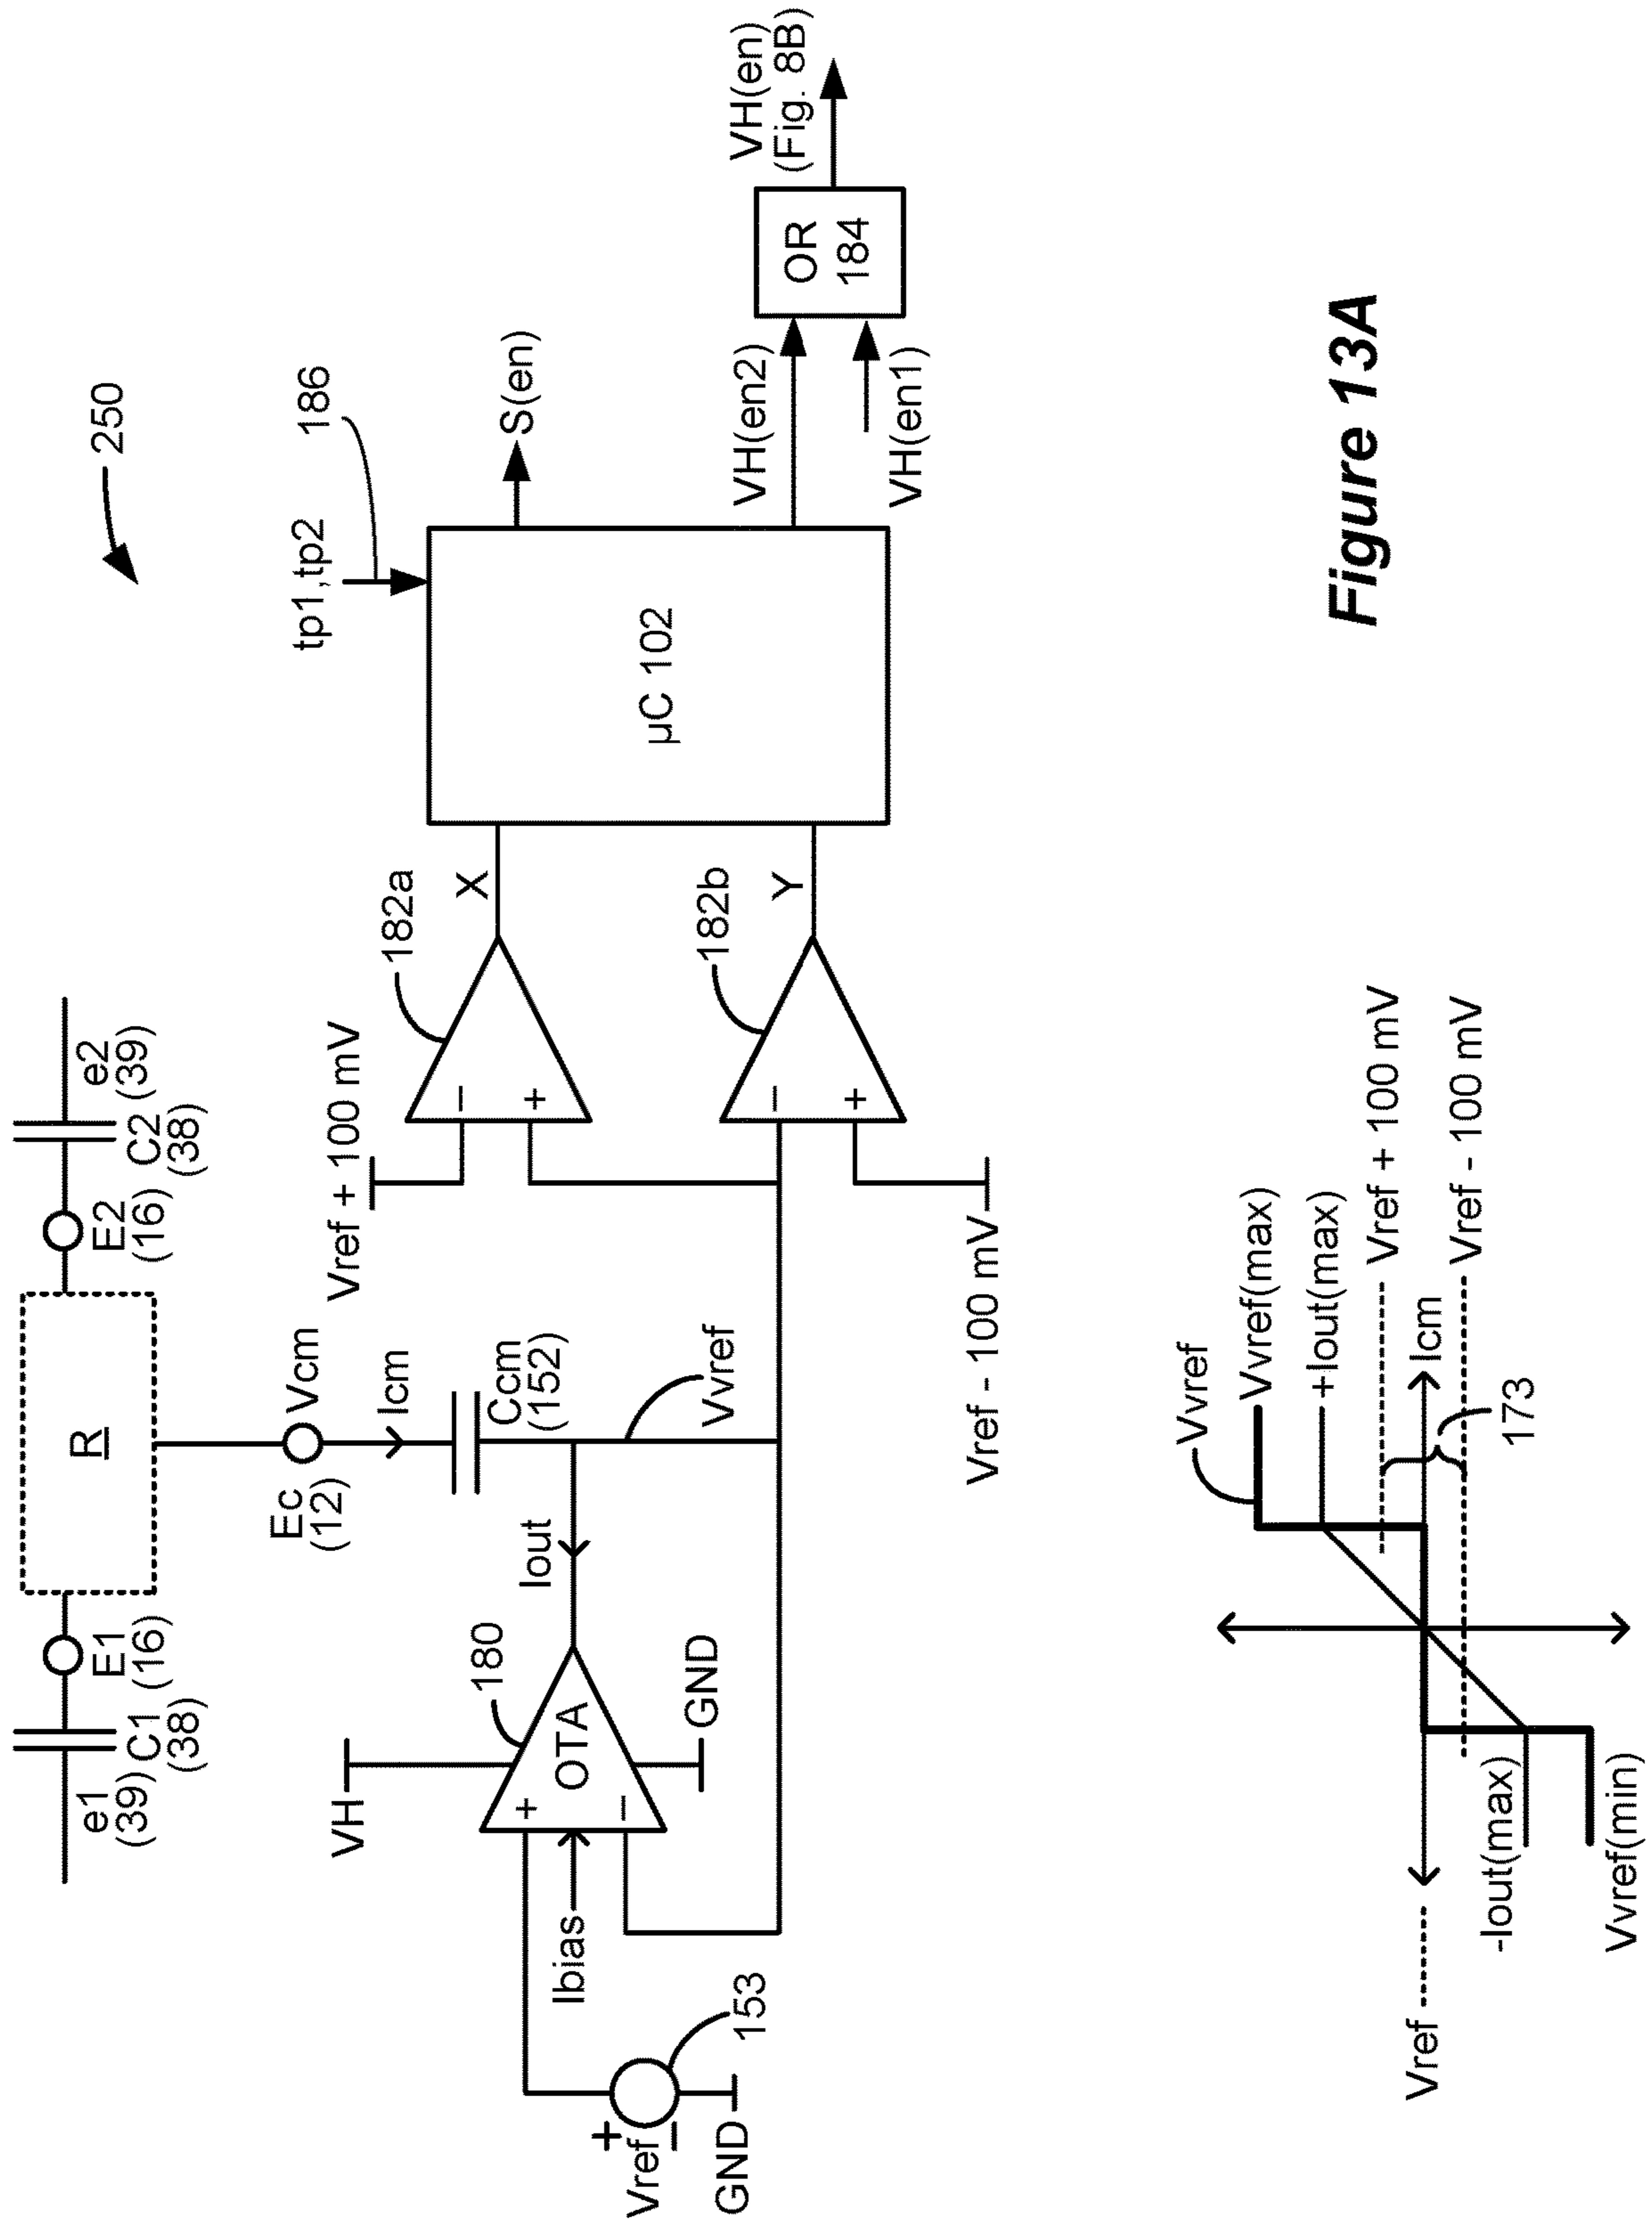 250
e1
(39)
C1
(38)
E1
(16)
R
E2
(16)
C2
(38)
e2
(39)
Ec
(12)
Vcm
Icm
Ccm
(152)
Vvref
VH
180
Iout
+
OTA
−
Ibias
GND
+
Vref
−
GND
153
Vref + 100 mV
182a
−
+
X
182b
−
+
Y
Vref - 100 mV
tp1,tp2
186
µC 102
S(en)
VH(en2)
VH(en1)
OR
184
VH(en)
(Fig. 8B)
Vvref
Vvref(max)
+Iout(max)
Vref + 100 mV
Icm
Vref - 100 mV
173
Vref
-Iout(max)
Vvref(min)
Figure 13A